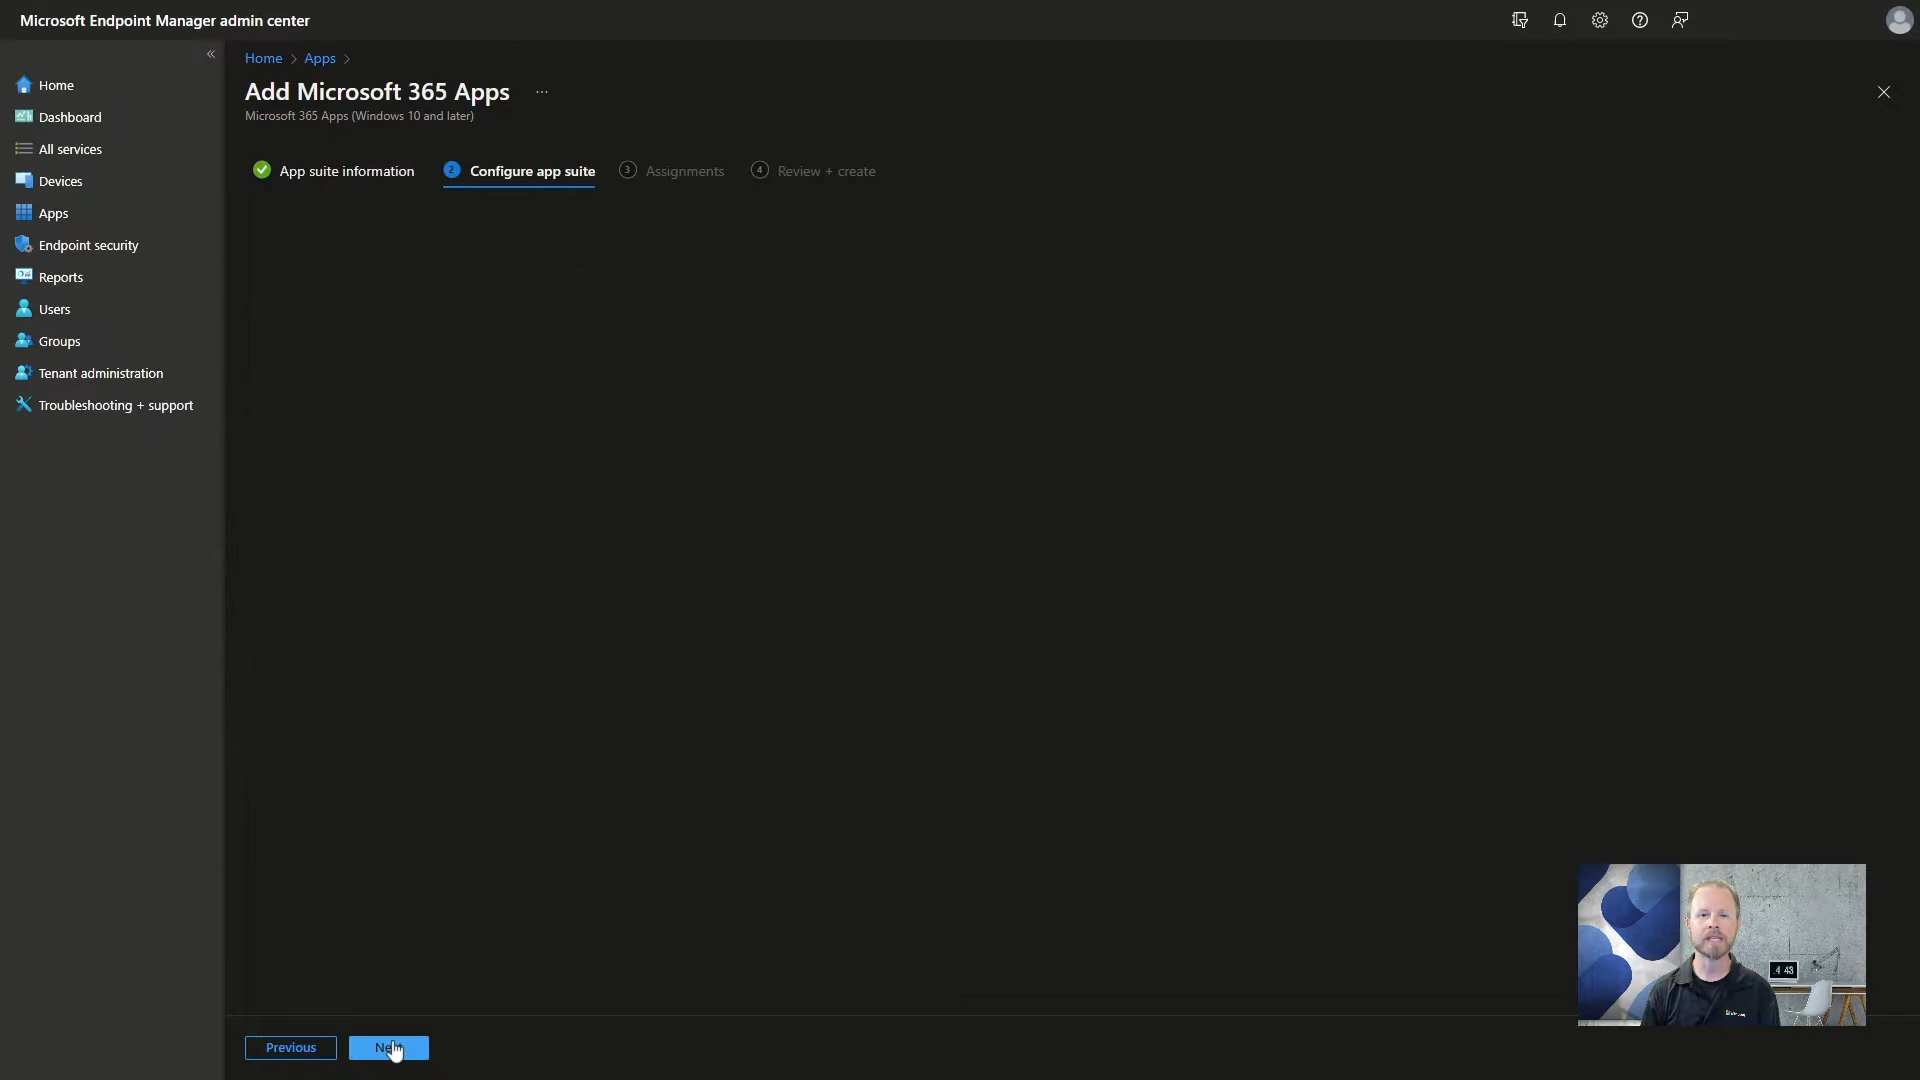 Microsoft Endpoint Manager admin center
Home
Dashboard
All services
Devices
Apps
Endpoint security
Reports
Users
Groups
Tenant administration
Troubleshooting + support
Home > Apps >
Add Microsoft 365 Apps ...
Microsoft 365 Apps (Windows 10 and later)
App suite information 2 Configure app suite 3 Assignments 4 Review + create
Previous